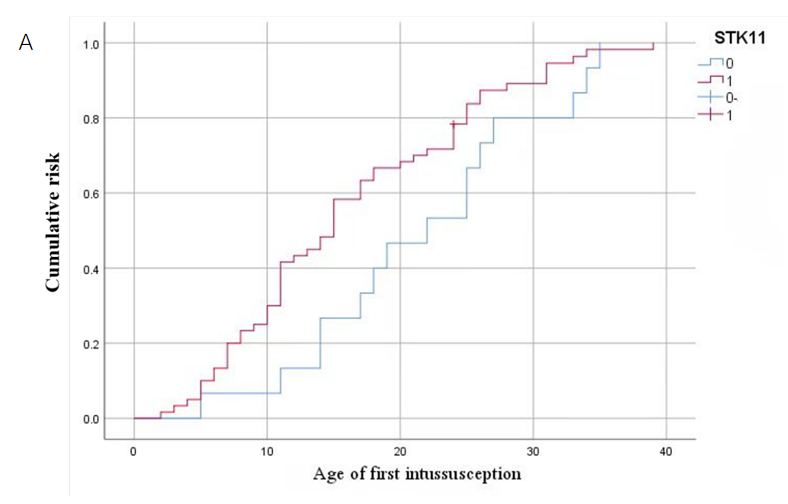 A
STK11
0
1
0-
1
1.0
0.8
0.6
0.4
0.2
0.0
Cumulative risk
0 10 20 30 40
Age of first intussusception